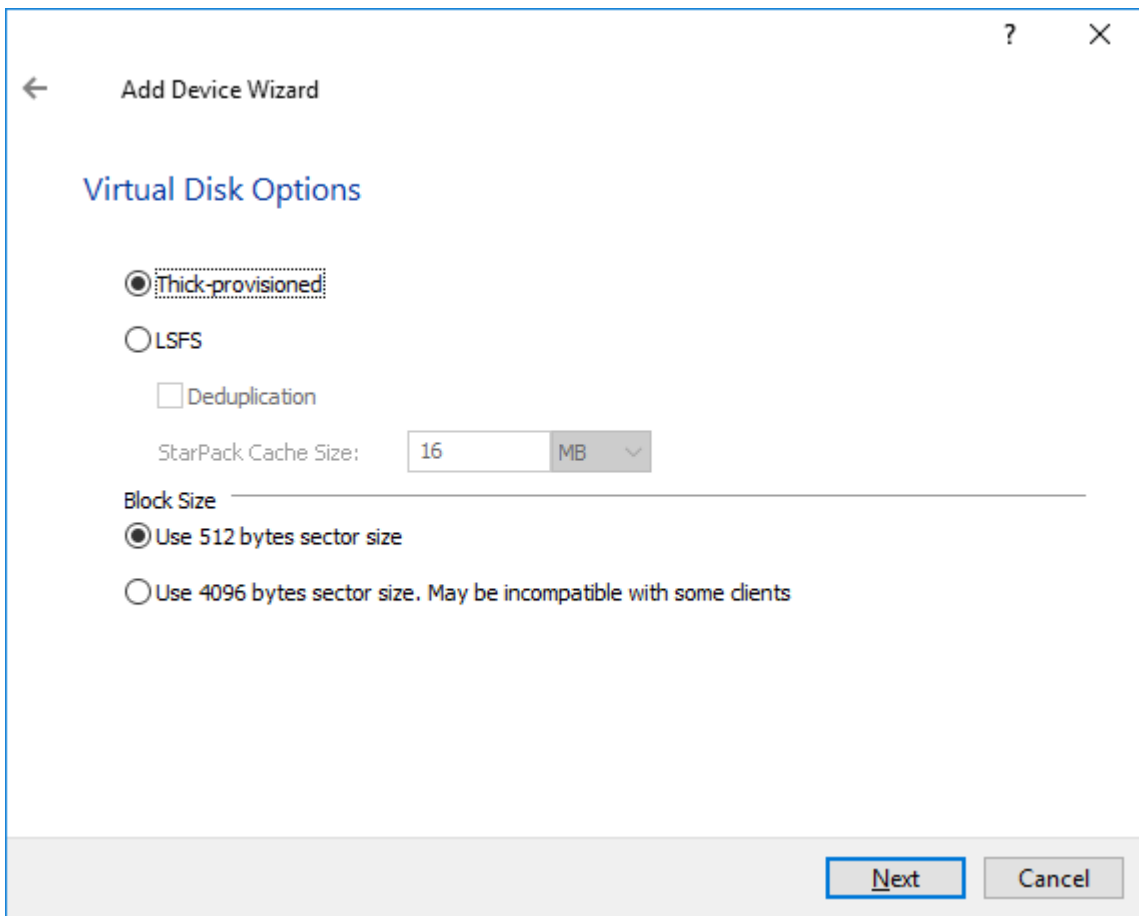 ?
Add Device Wizard
Virtual Disk Options
Thick-provisioned
LSFS
Deduplication
StarPack Cache Size: 16 MB
Block Size
Use 512 bytes sector size
Use 4096 bytes sector size. May be incompatible with some clients
Next Cancel